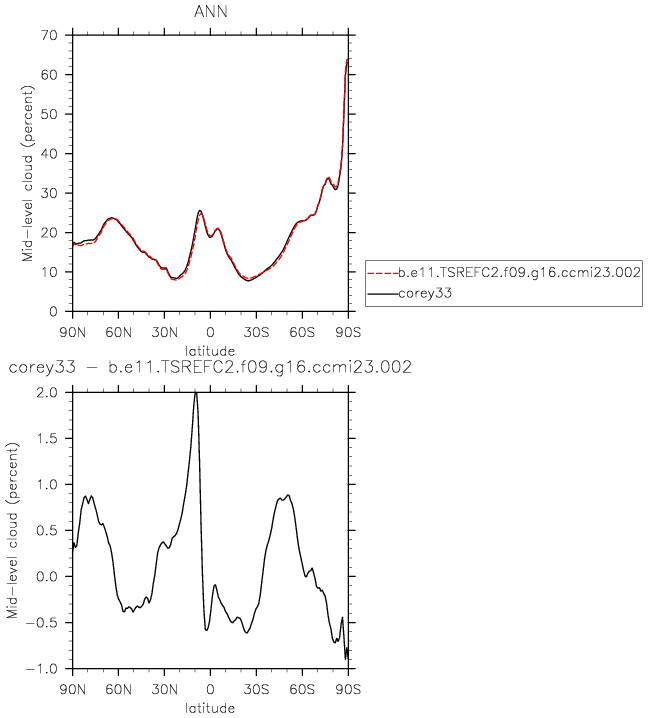 ANN
Mid-level cloud (percent)
70
60
50
40
30
20
10
0
90N 60N 30N 0 30S 60S 90S
latitude
b.e11.TSREFC2.f09.g16.ccmi23.002
corey33
corey33 - b.e11.TSREFC2.f09.g16.ccmi23.002
Mid-level cloud (percent)
2.0
1.5
1.0
0.5
0.0
-0.5
-1.0
90N 60N 30N 0 30S 60S 90S
latitude